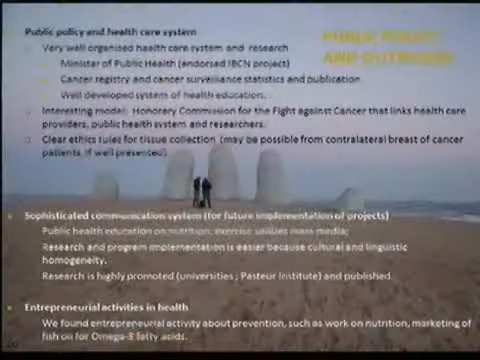 PUBLIC POLICY
AND OUTREACH
Public policy and health care system
Very well organised health care system and research
Minister of Public Health (endorsed IBCN project)
Cancer registry and cancer surveillance statistics and publication
Well developed system of health education.
Interesting model: Honorary Commission for the Fight against Cancer that links health care
providers, public health system and researchers.
Clear ethics rules for tissue collection (may be possible from contralateral breast of cancer
patients, if well presented).
Sophisticated communication system (for future implementation of projects)
Public health education on nutrition, exercise utilizes mass media;
Research and program implementation is easier because cultural and linguistic
homogeneity.
Research is highly promoted (universities ; Pasteur Institute) and published
Entrepreneurial activities in health
We found entrepreneurial activity about prevention, such as work on nutrition, marketing of
fish oil for Omega-3 fatty acids.